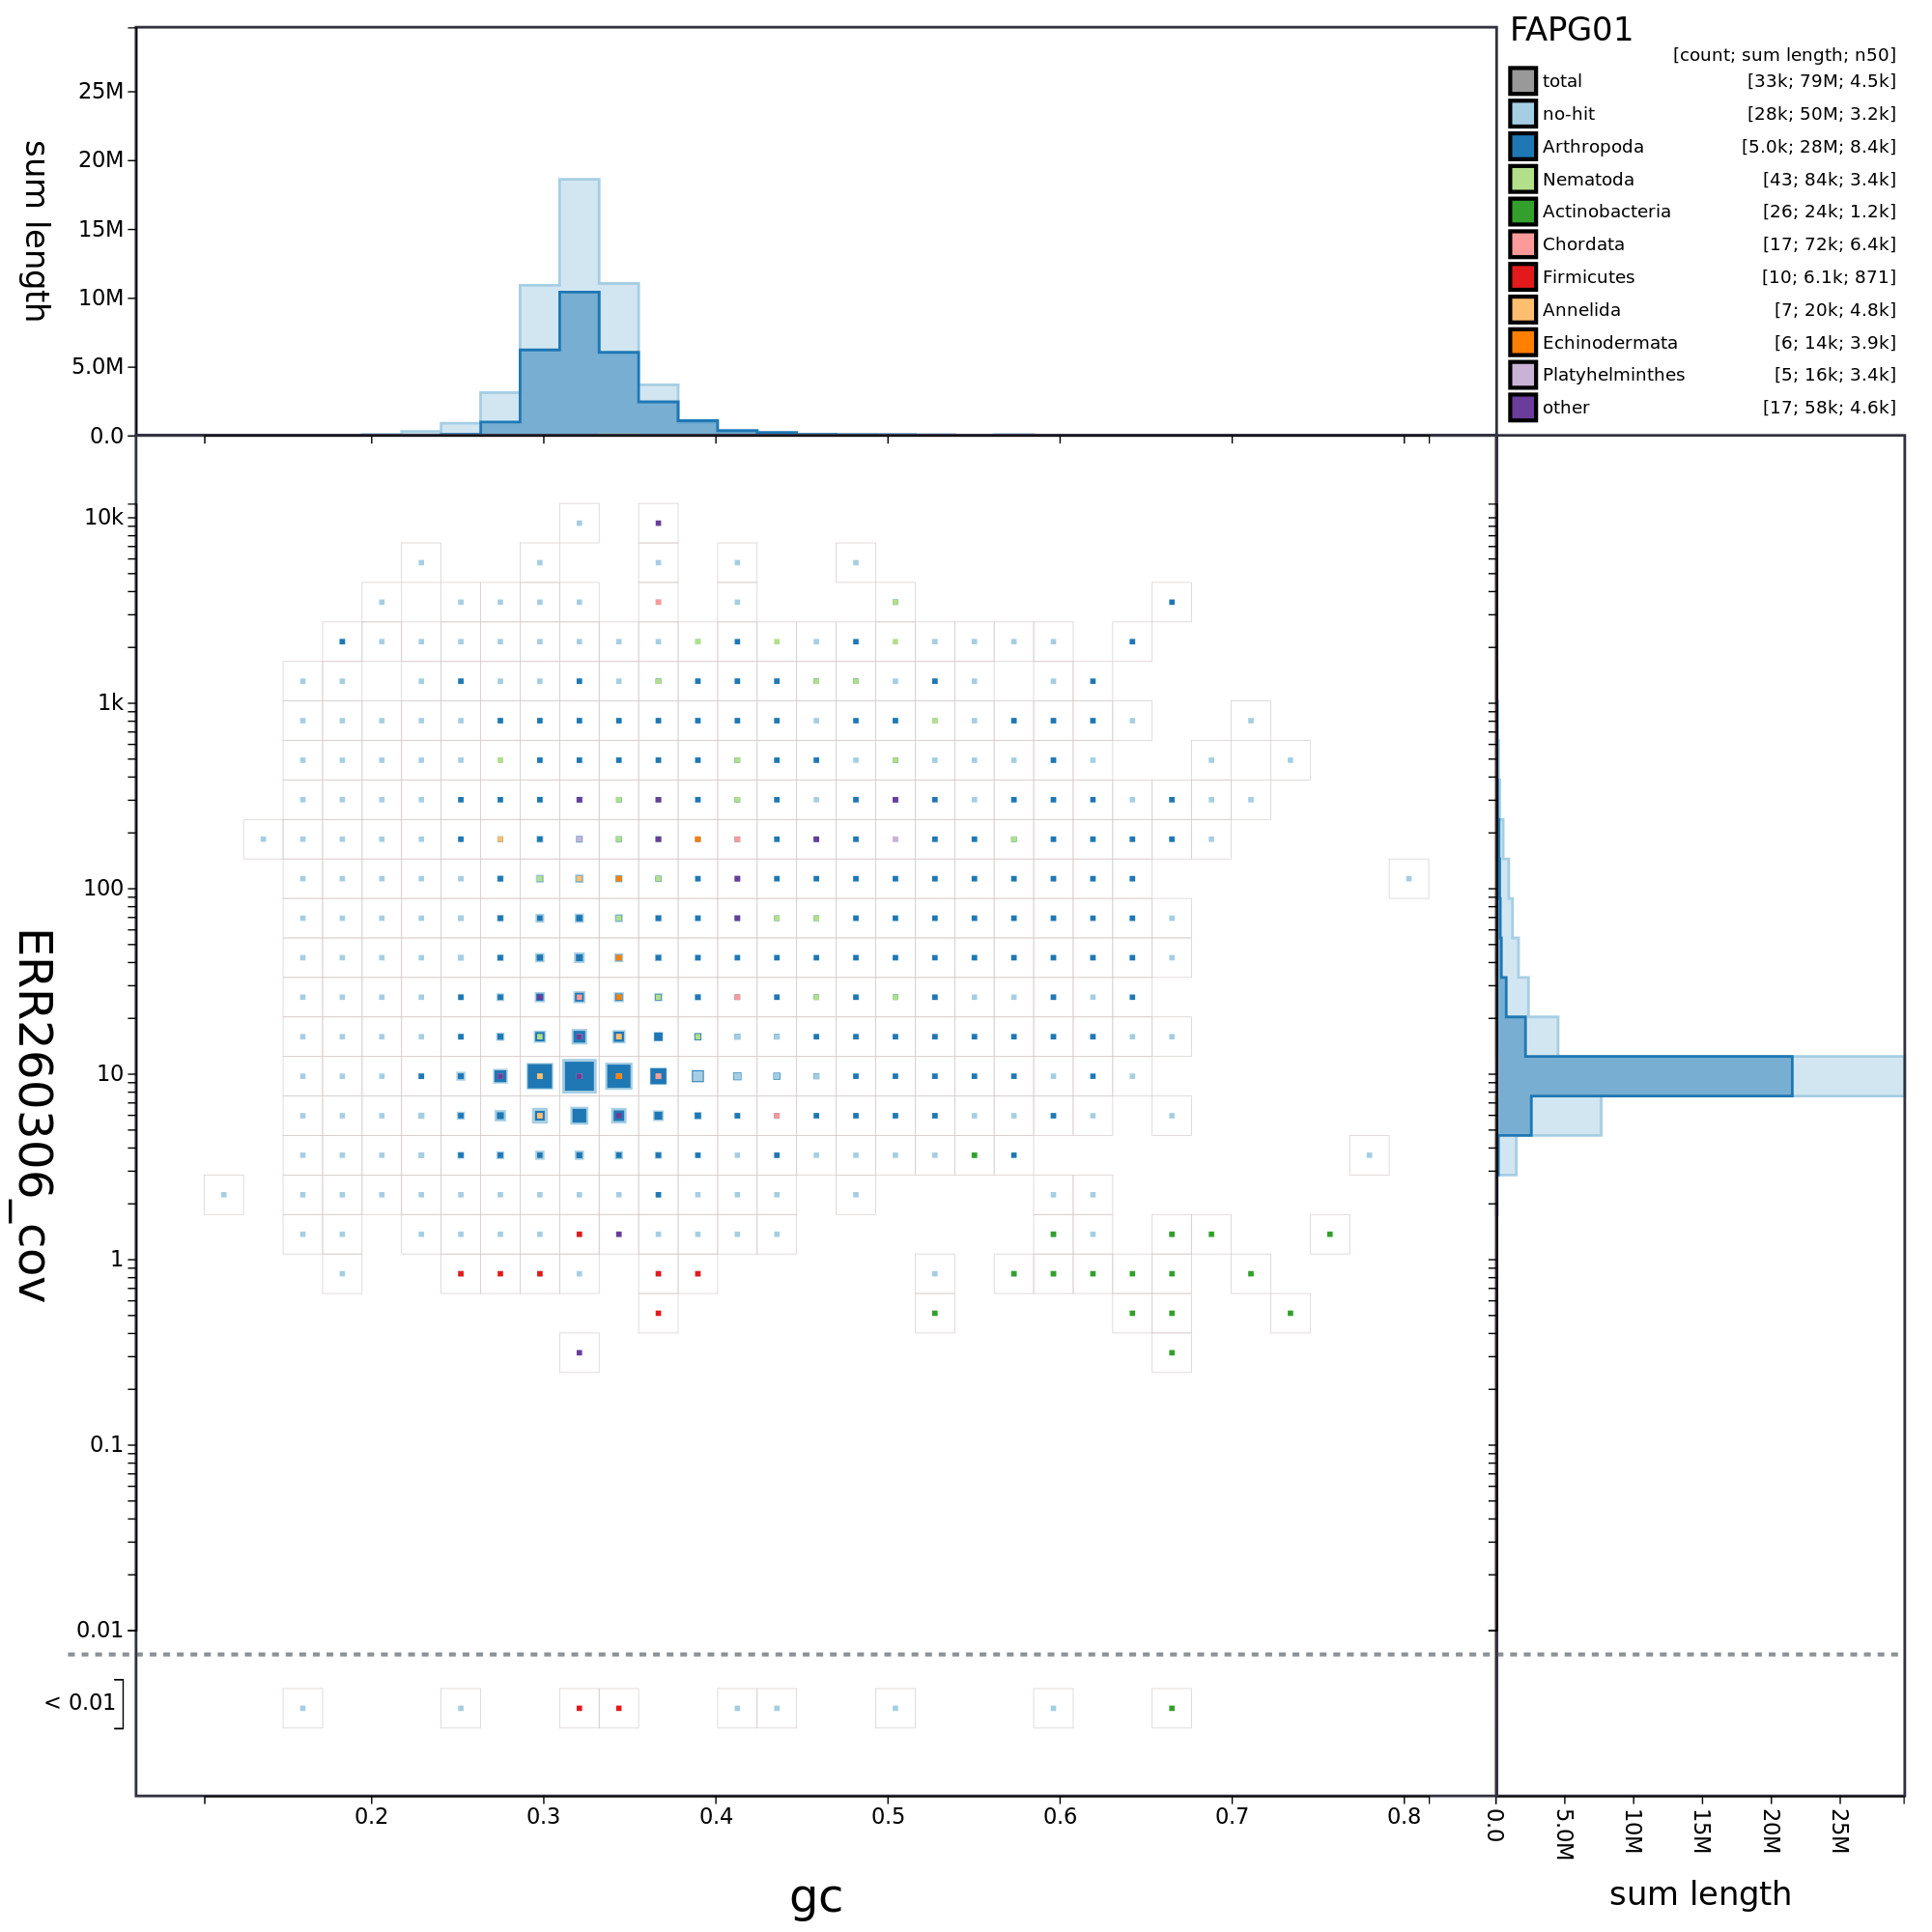 FAPG01
[count; sum length; n50]
total [33k; 79M; 4.5k]
no-hit [28k; 50M; 3.2k]
Arthropoda [5.0k; 28M; 8.4k]
Nematoda [43; 84k; 3.4k]
Actinobacteria [26; 24k; 1.2k]
Chordata [17; 72k; 6.4k]
Firmicutes [10; 6.1k; 871]
Annelida [7; 20k; 4.8k]
Echinodermata [6; 14k; 3.9k]
Platyhelminthes [5; 16k; 3.4k]
other [17; 58k; 4.6k]
sum length
25M
20M
15M
10M
5.0M
0.0
ERR260306_cov
10k
1k
100
10
1
0.1
0.01
< 0.01
0.2 0.3 0.4 0.5 0.6 0.7 0.8
gc
0.0 5.0M 10M 15M 20M 25M
sum length